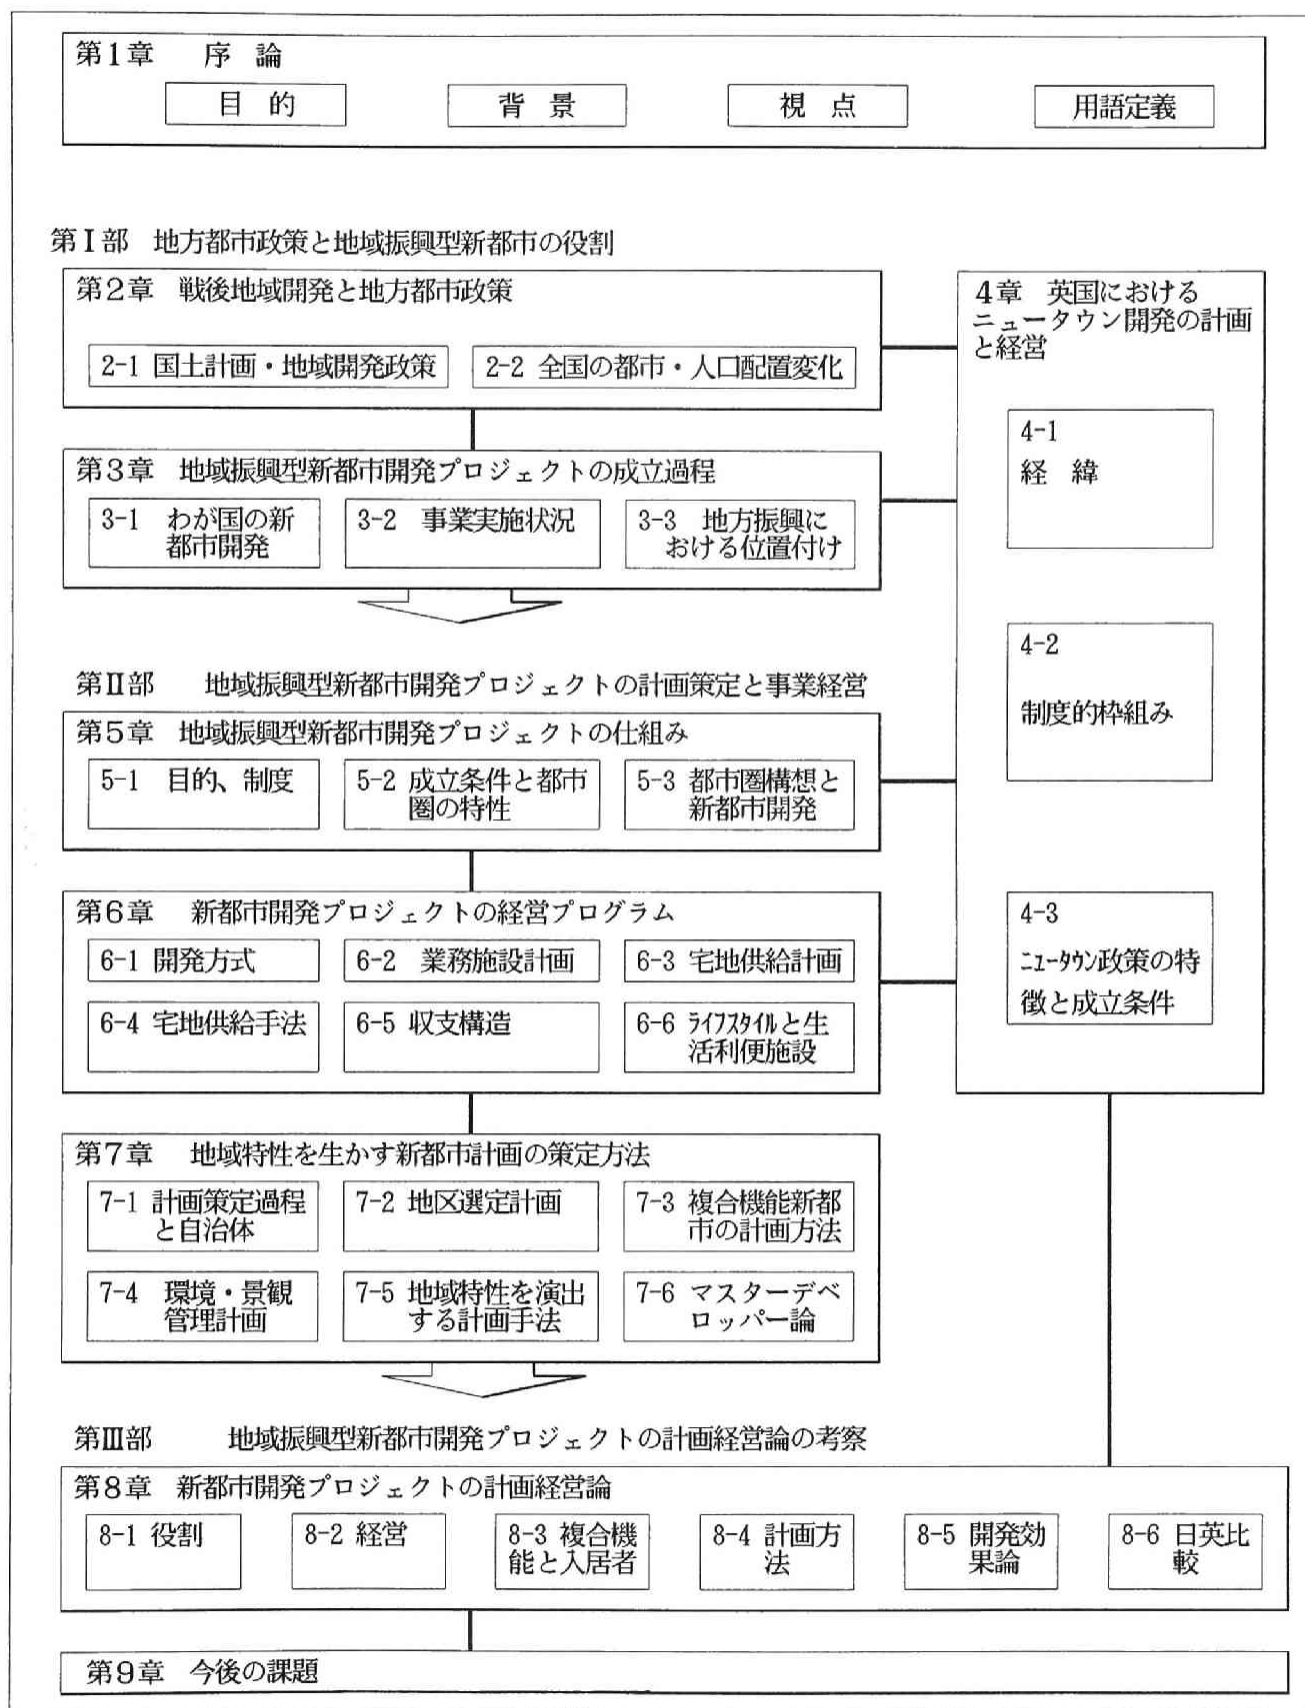 第1章　序　論
目　的
背　景
視　点
用語定義
第Ⅰ部　地方都市政策と地域振興型新都市の役割
第2章　戦後地域開発と地方都市政策
2-1 国土計画・地域開発政策
2-2 全国の都市・人口配置変化
第3章　地域振興型新都市開発プロジェクトの成立過程
3-1　わが国の新
都市開発
3-2　事業実施状況
3-3　地方振興に
おける位置付け
4章　英国における
ニュータウン開発の計画
と経営
4-1
経　緯
4-2
制度的枠組み
4-3
ﾆｭｰﾀｳﾝ政策の特
徴と成立条件
第Ⅱ部　地域振興型新都市開発プロジェクトの計画策定と事業経営
第5章　地域振興型新都市開発プロジェクトの仕組み
5-1　目的、制度
5-2 成立条件と都市
圏の特性
5-3 都市圏構想と
新都市開発
第6章　新都市開発プロジェクトの経営プログラム
6-1 開発方式
6-2　業務施設計画
6-3 宅地供給計画
6-4 宅地供給手法
6-5 収支構造
6-6 ﾗｲﾌｽﾀｲﾙと生
活利便施設
第7章　地域特性を生かす新都市計画の策定方法
7-1 計画策定過程
と自治体
7-2 地区選定計画
7-3 複合機能新都
市の計画方法
7-4　環境・景観
管理計画
7-5 地域特性を演出
する計画手法
7-6 マスターデベ
ロッパー論
第Ⅲ部　地域振興型新都市開発プロジェクトの計画経営論の考察
第8章　新都市開発プロジェクトの計画経営論
8-1 役割
8-2 経営
8-3 複合機
能と入居者
8-4 計画方
法
8-5 開発効
果論
8-6 日英比
較
第9章　今後の課題